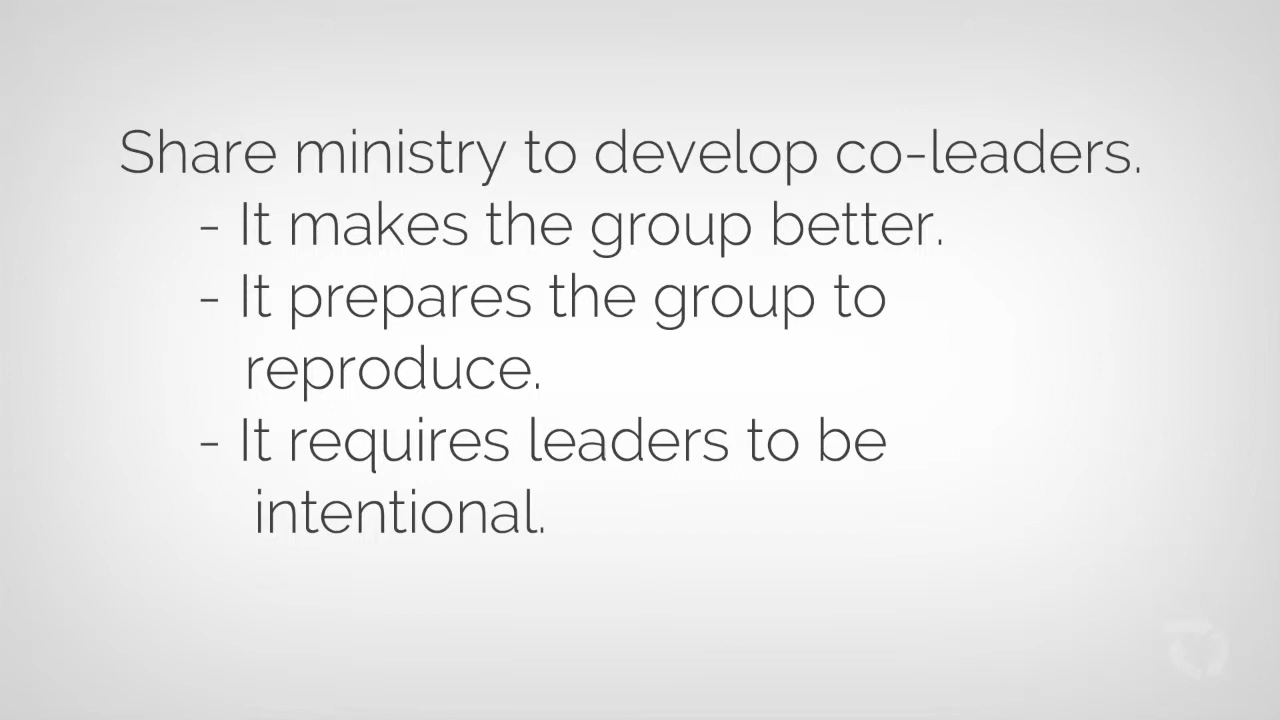 Share ministry to develop co-leaders.
- It makes the group better.
- It prepares the group to
reproduce.
- It requires leaders to be
intentional.